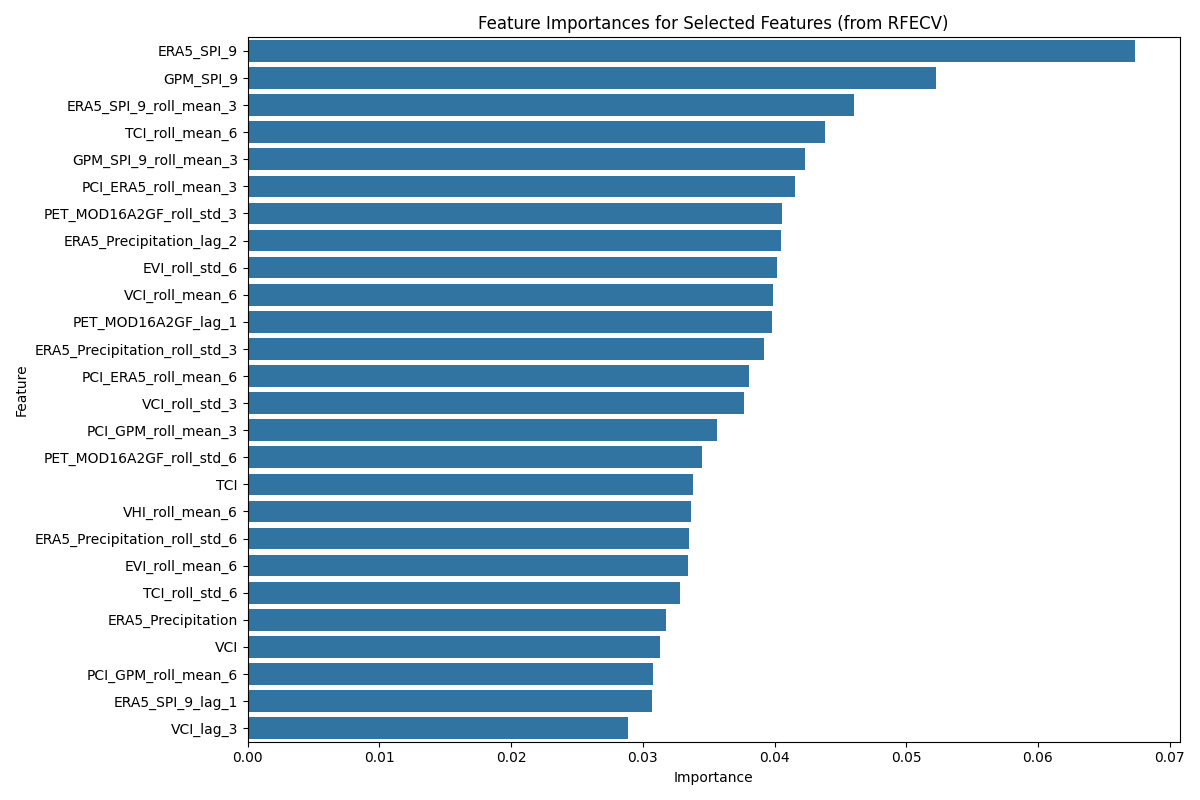 Feature Importances for Selected Features (from RFECV)
Feature
ERA5_SPI_9
GPM_SPI_9
ERA5_SPI_9_roll_mean_3
TCI_roll_mean_6
GPM_SPI_9_roll_mean_3
PCI_ERA5_roll_mean_3
PET_MOD16A2GF_roll_std_3
ERA5_Precipitation_lag_2
EVI_roll_std_6
VCI_roll_mean_6
PET_MOD16A2GF_lag_1
ERA5_Precipitation_roll_std_3
PCI_ERA5_roll_mean_6
VCI_roll_std_3
PCI_GPM_roll_mean_3
PET_MOD16A2GF_roll_std_6
TCI
VHI_roll_mean_6
ERA5_Precipitation_roll_std_6
EVI_roll_mean_6
TCI_roll_std_6
ERA5_Precipitation
VCI
PCI_GPM_roll_mean_6
ERA5_SPI_9_lag_1
VCI_lag_3
0.00 0.01 0.02 0.03 0.04 0.05 0.06 0.07
Importance